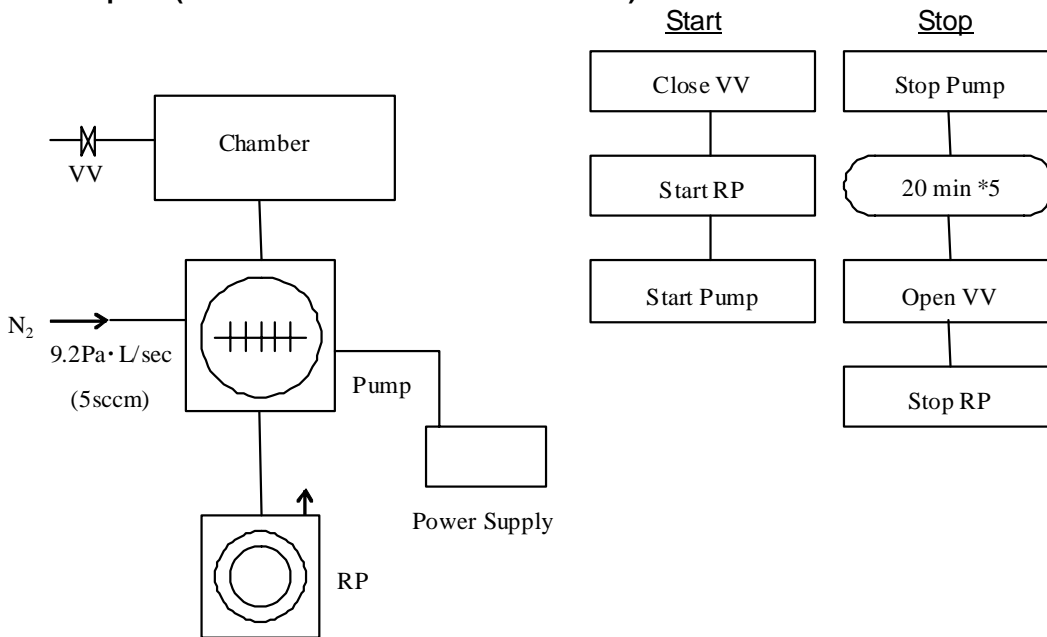 Start
Stop
Close VV
Stop Pump
Chamber
VV
Start RP
20 min *5
Start Pump
Open VV
N₂
9.2Pa・L/sec
(5sccm)
Pump
Stop RP
Power Supply
RP